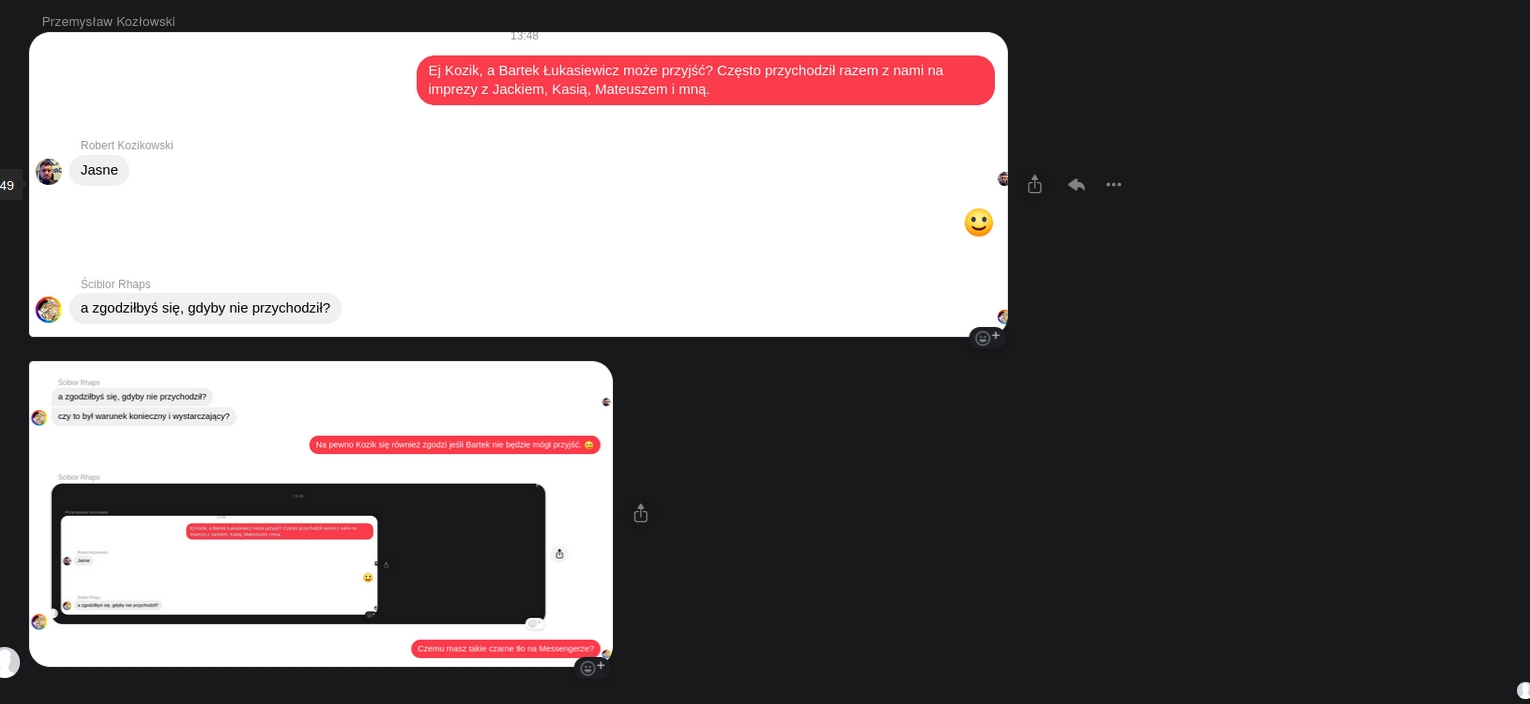 Przemysław Kozłowski
13:48
Ej Kozik, a Bartek Łukasiewicz może przyjść? Często przychodził razem z nami na
imprezy z Jackiem, Kasią, Mateuszem i mną.
Robert Kozikowski
Jasne
49
Ścibior Rhaps
a zgodziłbyś się, gdyby nie przychodził?
Ścibior Rhaps
a zgodziłbyś się, gdyby nie przychodził?
czy to był warunek konieczny i wystarczający?
Na pewno Kozik się również zgodzi jeśli Bartek nie będzie mógł przyjść.
Ścibior Rhaps
13:49
Przemysław Kozłowski
Ej Kozik, a Bartek Łukasiewicz może przyjść? Często przychodził razem z nami na
imprezy z Jackiem, Kasią, Mateuszem i mną.
Robert Kozikowski
Jasne
Ścibior Rhaps
a zgodziłbyś się, gdyby nie przychodził?
Czemu masz takie czarne tło na Messengerze?